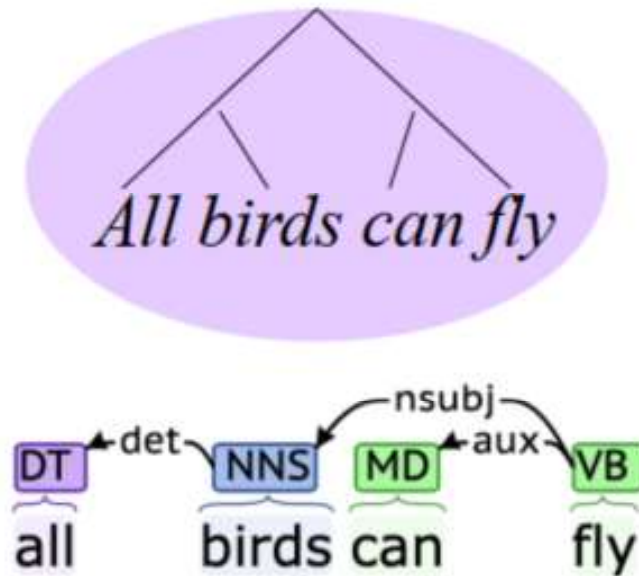 All birds can fly
nsubj
det aux
DT NNS MD VB
all birds can fly